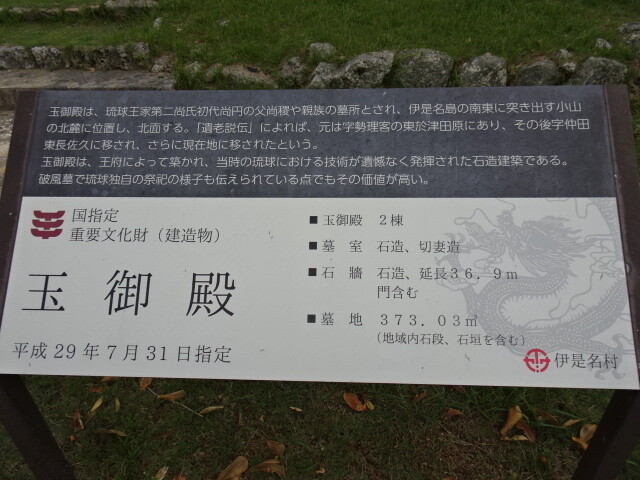 玉御殿は、琉球王家第二尚氏初代尚円の父尚稷や親族の墓所とされ、伊是名島の南東に突き出す小山
の北麓に位置し、北面する。「遺老説伝」によれば、元は字勢理客の東於津田原にあり、その後字仲田
東長佐久に移され、さらに現在地に移されたという。
玉御殿は、王府によって築かれ、当時の琉球における技術が遺憾なく発揮された石造建築である。
破風墓で琉球独自の祭祀の様子も伝えられている点でもその価値が高い。
国指定
重要文化財（建造物）
玉御殿
平成29年7月31日指定
■玉御殿 2棟
■墓室 石造、切妻造
■石牆 石造、延長36.9m
門含む
■墓地 373.03㎡
（地域内石段、石垣を含む）
伊是名村